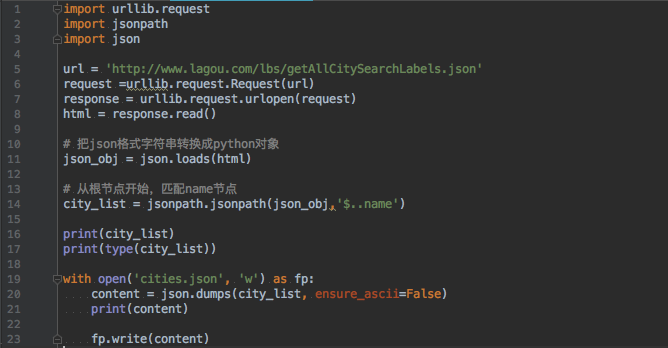 1 import urllib.request
2 import jsonpath
3 import json
4
5 url = 'http://www.lagou.com/lbs/getAllCitySearchLabels.json'
6 request =urllib.request.Request(url)
7 response = urllib.request.urlopen(request)
8 html = response.read()
9
10 # 把json格式字符串转换成python对象
11 json_obj = json.loads(html)
12
13 # 从根节点开始，匹配name节点
14 city_list = jsonpath.jsonpath(json_obj,'$..name')
15
16 print(city_list)
17 print(type(city_list))
18
19 with open('cities.json', 'w') as fp:
20     content = json.dumps(city_list, ensure_ascii=False)
21     print(content)
22
23     fp.write(content)